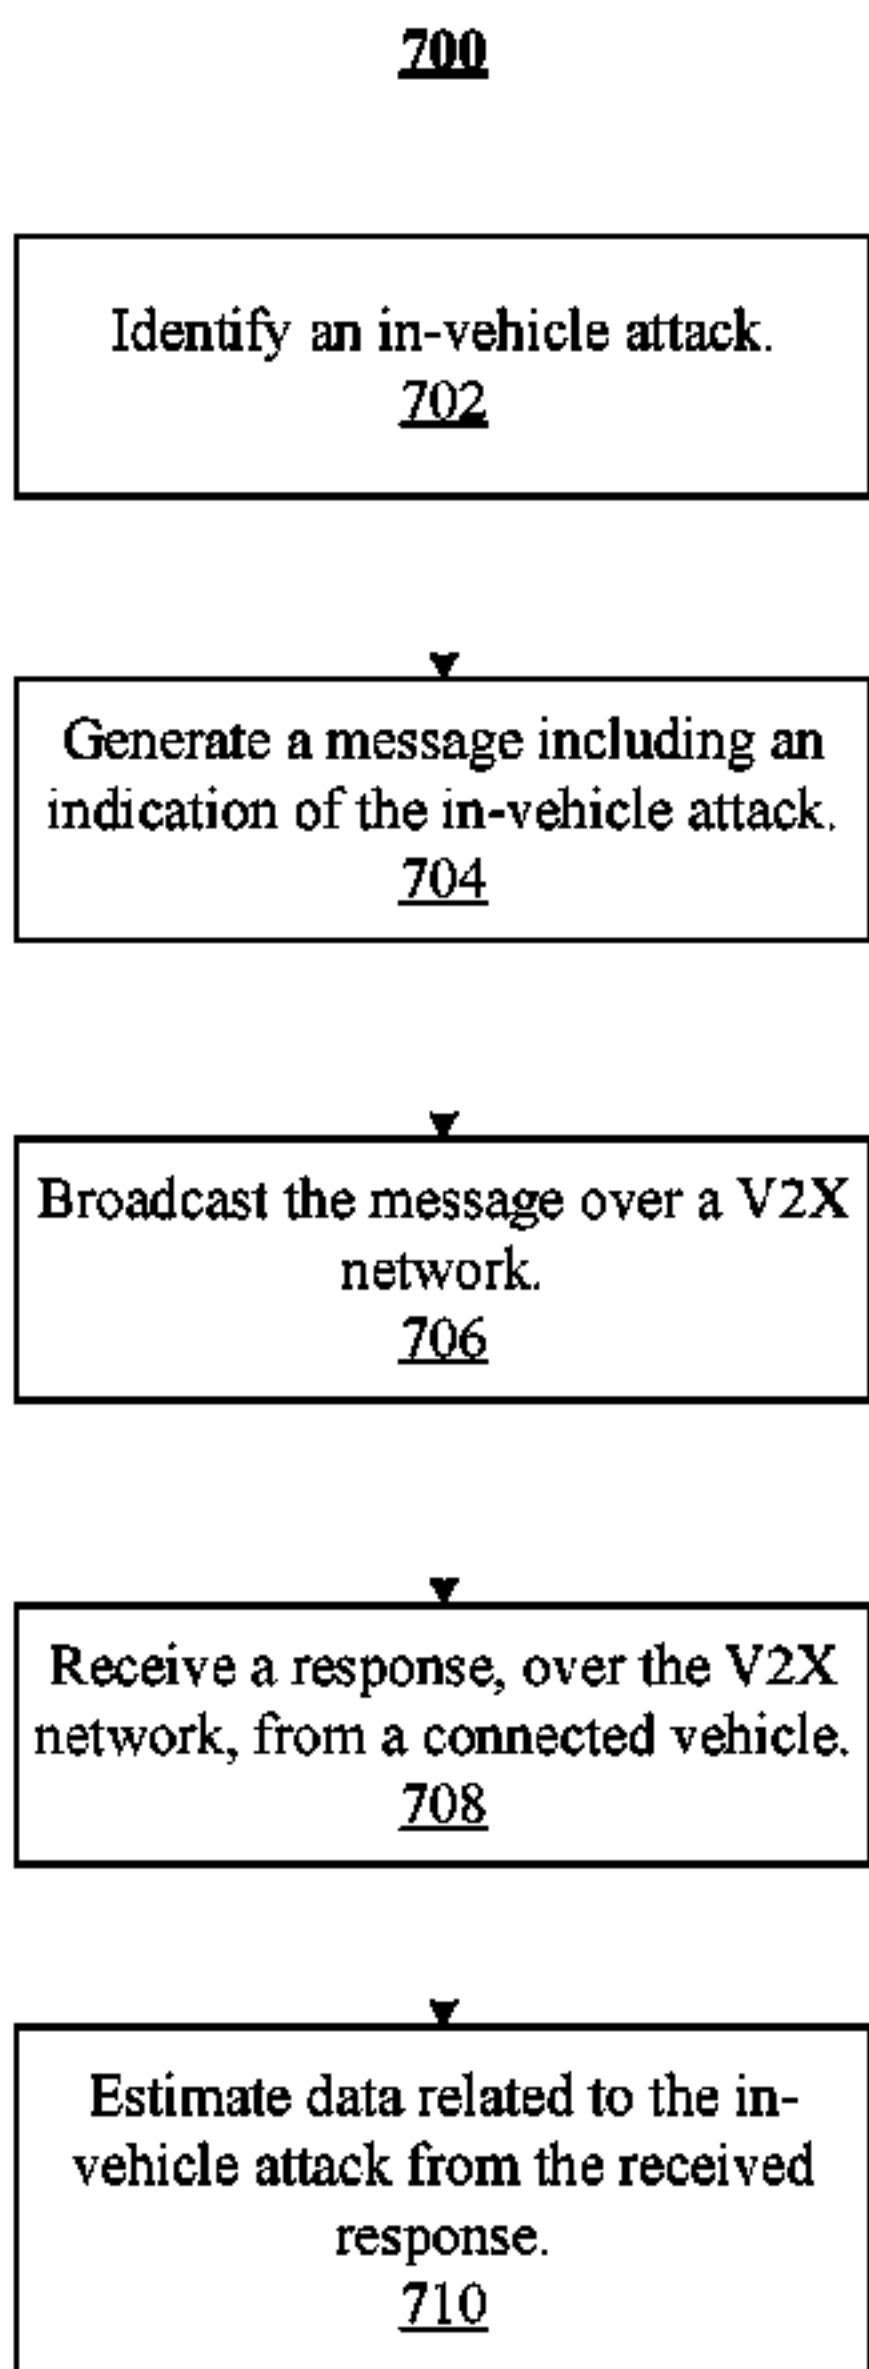 700
Identify an in-vehicle attack.
702
Generate a message including an
indication of the in-vehicle attack.
704
Broadcast the message over a V2X
network.
706
Receive a response, over the V2X
network, from a connected vehicle.
708
Estimate data related to the in-
vehicle attack from the received
response.
710